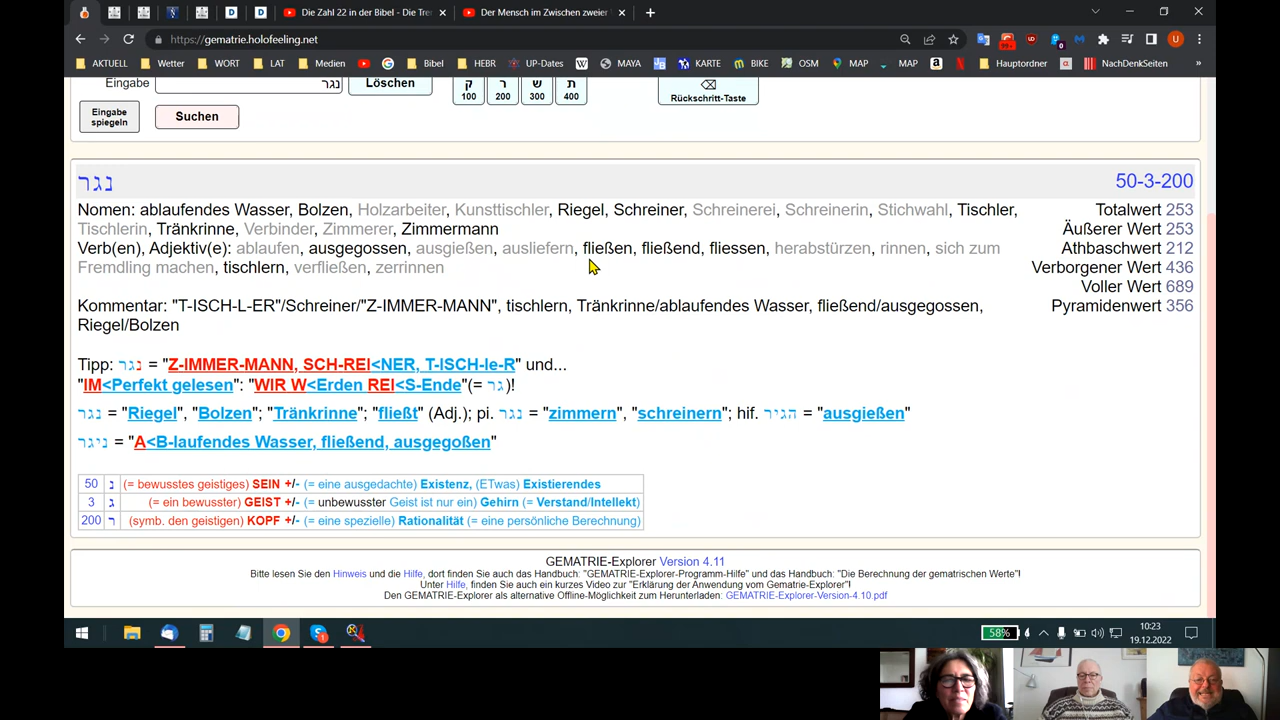 Die Zahl 22 in der Bibel - Die Tre
Der Mensch im Zwischen zweier
https://gematrie.holofeeling.net
AKTUELL Wetter WORT LAT Medien Bibel HEBR UP-Dates MAYA KARTE BIKE OSM MAP MAP Hauptordner NachDenkSeiten »
Eingabe נגר Löschen ק ר ש ת
100 200 300 400 Rückschritt-Taste
Eingabe spiegeln Suchen
נגר 50-3-200
Nomen: ablaufendes Wasser, Bolzen, Holzarbeiter, Kunsttischler, Riegel, Schreiner, Schreinerei, Schreinerin, Stichwahl, Tischler, Totalwert 253
Tischlerin, Tränkrinne, Verbinder, Zimmerer, Zimmermann Äußerer Wert 253
Verb(en), Adjektiv(e): ablaufen, ausgegossen, ausgießen, ausliefern, fließen, fließend, fliessen, herabstürzen, rinnen, sich zum Athbaschwert 212
Fremdling machen, tischlern, verfließen, zerrinnen Verborgener Wert 436
Voller Wert 689
Kommentar: "T-ISCH-L-ER"/Schreiner/"Z-IMMER-MANN", tischlern, Tränkrinne/ablaufendes Wasser, fließend/ausgegossen, Pyramidenwert 356
Riegel/Bolzen
Tipp: נגר = "Z-IMMER-MANN, SCH-REI<NER, T-ISCH-le-R" und...
"IM<Perfekt gelesen": "WIR W<Erden REI<S-Ende"(= גר)!
נגר = "Riegel", "Bolzen"; "Tränkrinne"; "fließt" (Adj.); pi. נגר = "zimmern", "schreinern"; hif. הגיר = "ausgießen"
ניגר = "A<B-laufendes Wasser, fließend, ausgegoßen"
50 נ (= bewusstes geistiges) SEIN +/- (= eine ausgedachte) Existenz, (ETwas) Existierendes
3 ג (= ein bewusster) GEIST +/- (= unbewusster Geist ist nur ein) Gehirn (= Verstand/Intellekt)
200 ר (symb. den geistigen) KOPF +/- (= eine spezielle) Rationalität (= eine persönliche Berechnung)
GEMATRIE-Explorer Version 4.11
Bitte lesen Sie den Hinweis und die Hilfe, dort finden Sie auch das Handbuch: "GEMATRIE-Explorer-Programm-Hilfe" und das Handbuch: "Die Berechnung der gematrischen Werte"!
Unter Hilfe, finden Sie auch ein kurzes Video zur "Erklärung der Anwendung vom Gematrie-Explorer"!
Den GEMATRIE-Explorer als alternative Offline-Möglichkeit zum Herunterladen: GEMATRIE-Explorer-Version-4.10.pdf
58% 10:23
19.12.2022